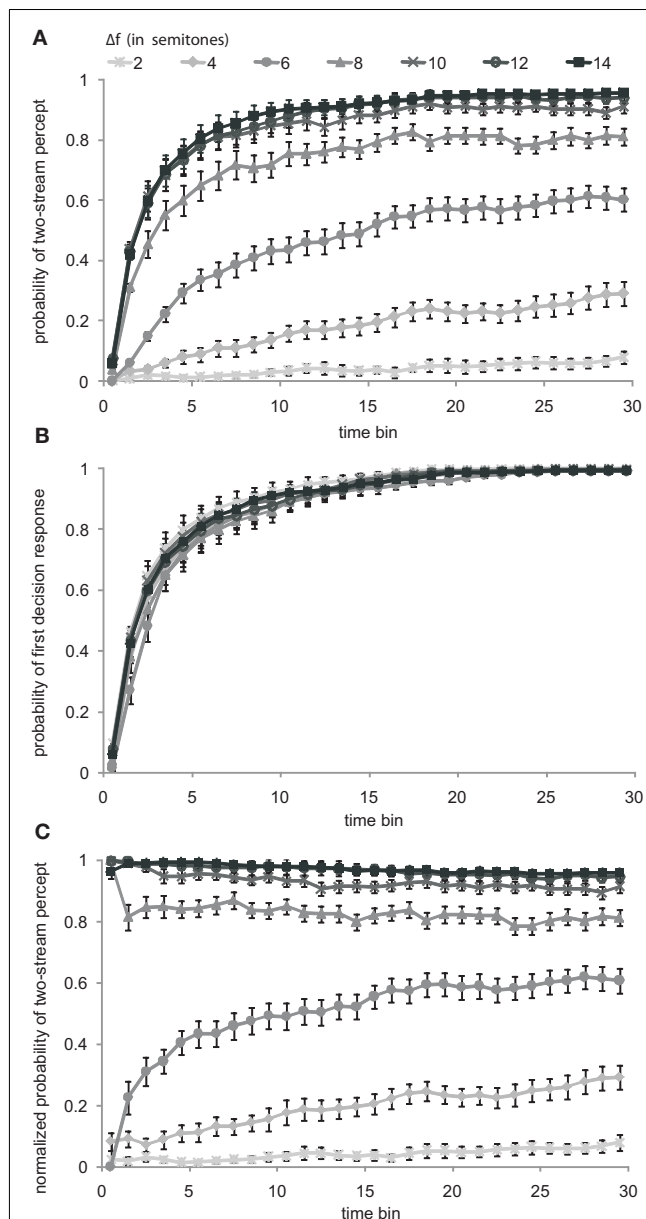 A
Δf (in semitones)
2 4 6 8 10 12 14
probability of two-stream percept
1
0.8
0.6
0.4
0.2
0
0 5 10 15 20 25 30
time bin
B
probability of first decision response
1
0.8
0.6
0.4
0.2
0
0 5 10 15 20 25 30
time bin
C
normalized probability of two-stream percept
1
0.8
0.6
0.4
0.2
0
0 5 10 15 20 25 30
time bin